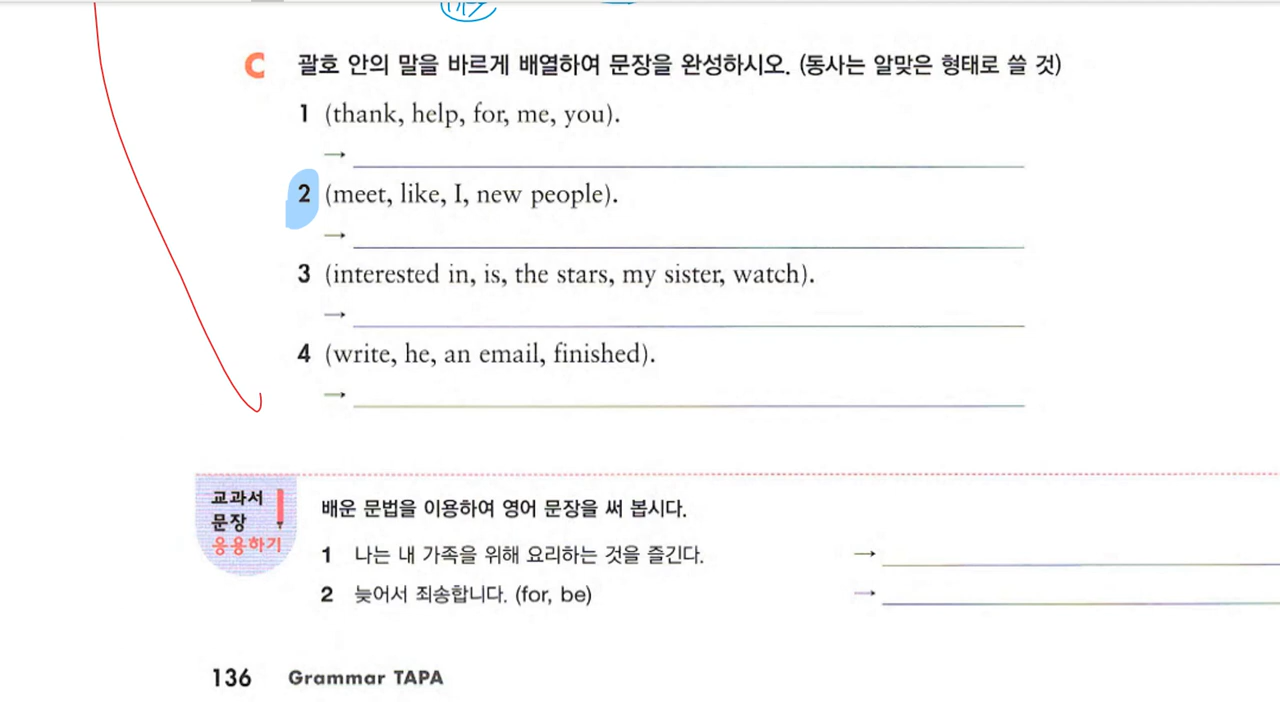 C 괄호 안의 말을 바르게 배열하여 문장을 완성하시오. (동사는 알맞은 형태로 쓸 것)
1 (thank, help, for, me, you).
→
2 (meet, like, I, new people).
→
3 (interested in, is, the stars, my sister, watch).
→
4 (write, he, an email, finished).
→
교과서
문장
응용하기
배운 문법을 이용하여 영어 문장을 써 봅시다.
1 나는 내 가족을 위해 요리하는 것을 즐긴다. →
2 늦어서 죄송합니다. (for, be) →
136 Grammar TAPA